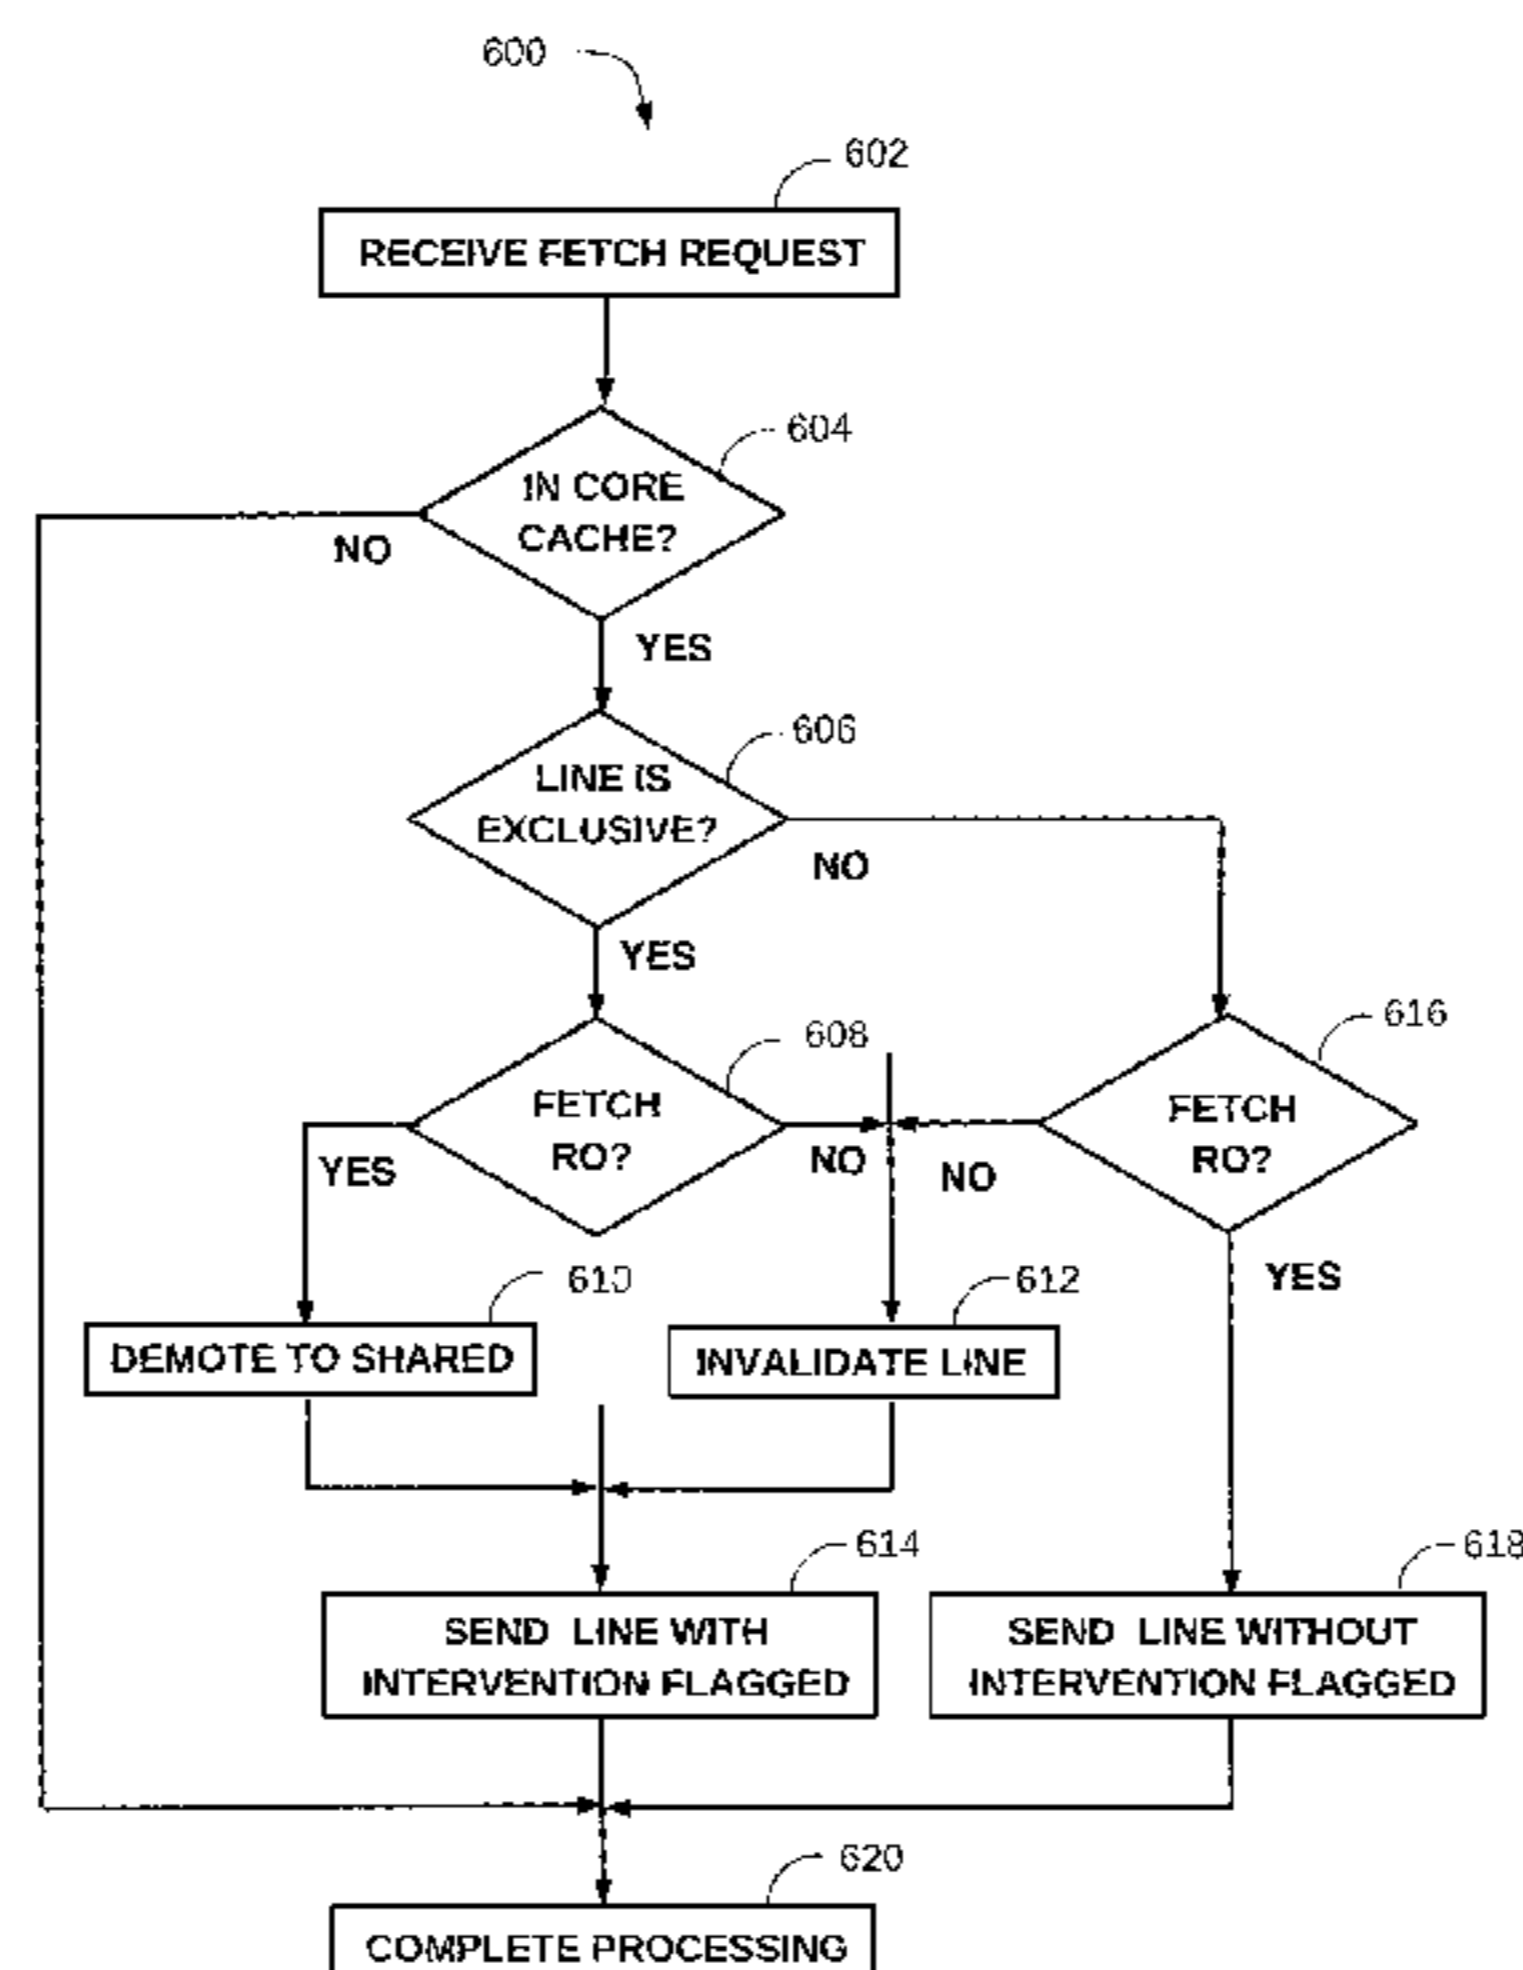 600
602
RECEIVE FETCH REQUEST
604
IN CORE
CACHE?
NO
YES
606
LINE IS
EXCLUSIVE?
NO
YES
608
616
FETCH
RO?
FETCH
RO?
YES
NO
NO
610
612
YES
DEMOTE TO SHARED
INVALIDATE LINE
614
618
SEND LINE WITH
INTERVENTION FLAGGED
SEND LINE WITHOUT
INTERVENTION FLAGGED
620
COMPLETE PROCESSING